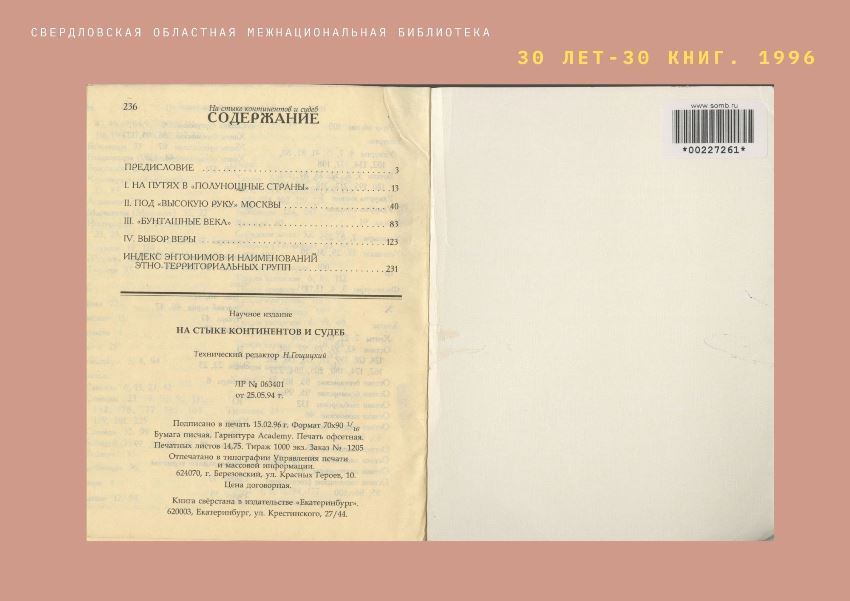 СВЕРДЛОВСКАЯ ОБЛАСТНАЯ МЕЖНАЦИОНАЛЬНАЯ БИБЛИОТЕКА
30 ЛЕТ-30 КНИГ. 1996
236
На стыке континентов и судеб
СОДЕРЖАНИЕ
ПРЕДИСЛОВИЕ 3
I. НА ПУТЯХ В «ПОЛУНОЩНЫЕ СТРАНЫ» 13
II. ПОД «ВЫСОКУЮ РУКУ» МОСКВЫ 40
III. «БУНТАШНЫЕ ВЕКА» 83
IV. ВЫБОР ВЕРЫ 123
ИНДЕКС ЭНТОНИМОВ И НАИМЕНОВАНИЙ
ЭТНО-ТЕРРИТОРИАЛЬНЫХ ГРУПП 231
Научное издание
НА СТЫКЕ КОНТИНЕНТОВ И СУДЕБ
Технический редактор Н.Гощицкий
ЛР № 063401
от 25.05.94 г.
Подписано в печать 15.02.96 г. Формат 70х90 1/16
Бумага писчая. Гарнитура Academy. Печать офсетная.
Печатных листов 14,75. Тираж 1000 экз. Заказ № 1205
Отпечатано в типографии Управления печати
и массовой информации.
624070, г. Березовский, ул. Красных Героев, 10.
Цена договорная.
Книга свёрстана в издательстве «Екатеринбург».
620003, Екатеринбург, ул. Крестинского, 27/44.
www.somb.ru
*00227261*